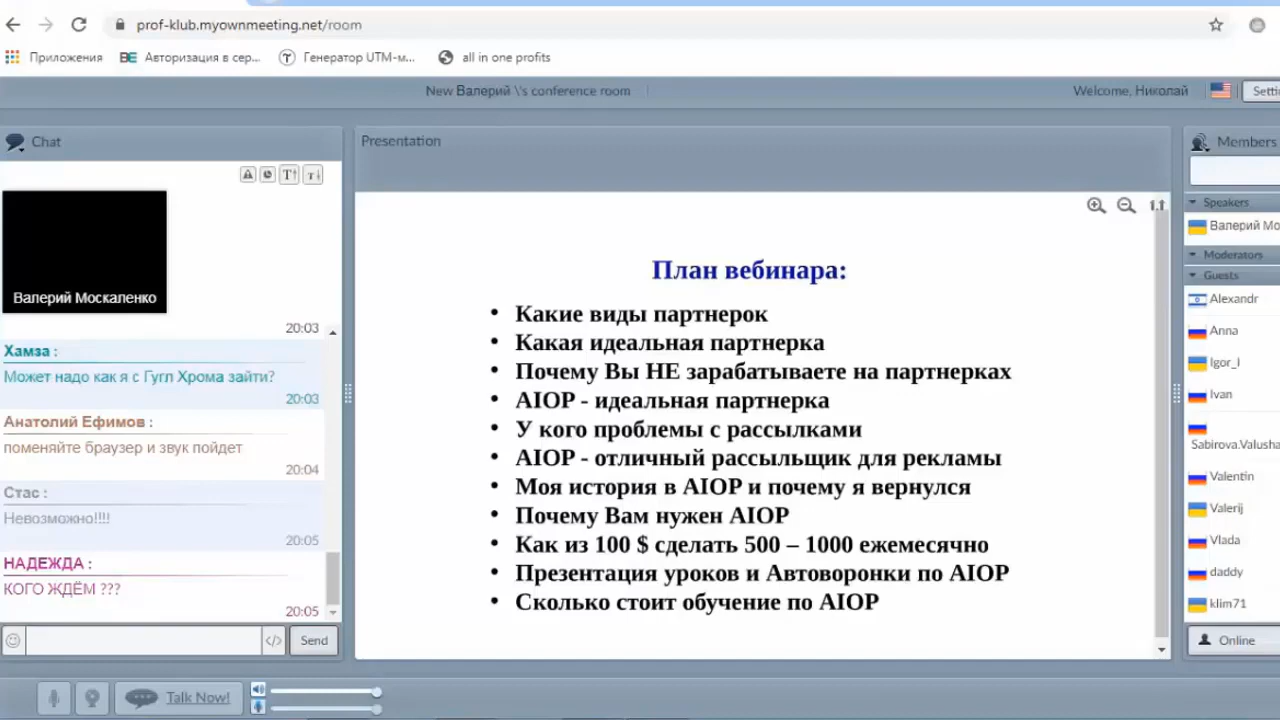 prof-klub.myownmeeting.net/room
Приложения
Авторизация в сер...
Генератор UTM-м...
all in one profits
New Валерий \'s conference room
Welcome, Николай
Chat
Валерий Москаленко
20:03
Хамза :
Может надо как я с Гугл Хрома зайти?
20:03
Анатолий Ефимов :
поменяйте браузер и звук пойдет
20:04
Стас :
Невозможно!!!!
20:05
НАДЕЖДА :
КОГО ЖДЁМ ???
20:05
Send
Talk Now!
Presentation
План вебинара:
• Какие виды партнерок
• Какая идеальная партнерка
• Почему Вы НЕ зарабатываете на партнерках
• AIOP - идеальная партнерка
• У кого проблемы с рассылками
• AIOP - отличный рассыльщик для рекламы
• Моя история в AIOP и почему я вернулся
• Почему Вам нужен AIOP
• Как из 100 $ сделать 500 – 1000 ежемесячно
• Презентация уроков и Автоворонки по AIOP
• Сколько стоит обучение по AIOP
Members
Speakers
Валерий Мо
Moderators
Guests
Alexandr
Anna
Igor_I
Ivan
Sabirova.Valusha
Valentin
Valerij
Vlada
daddy
klim71
Online